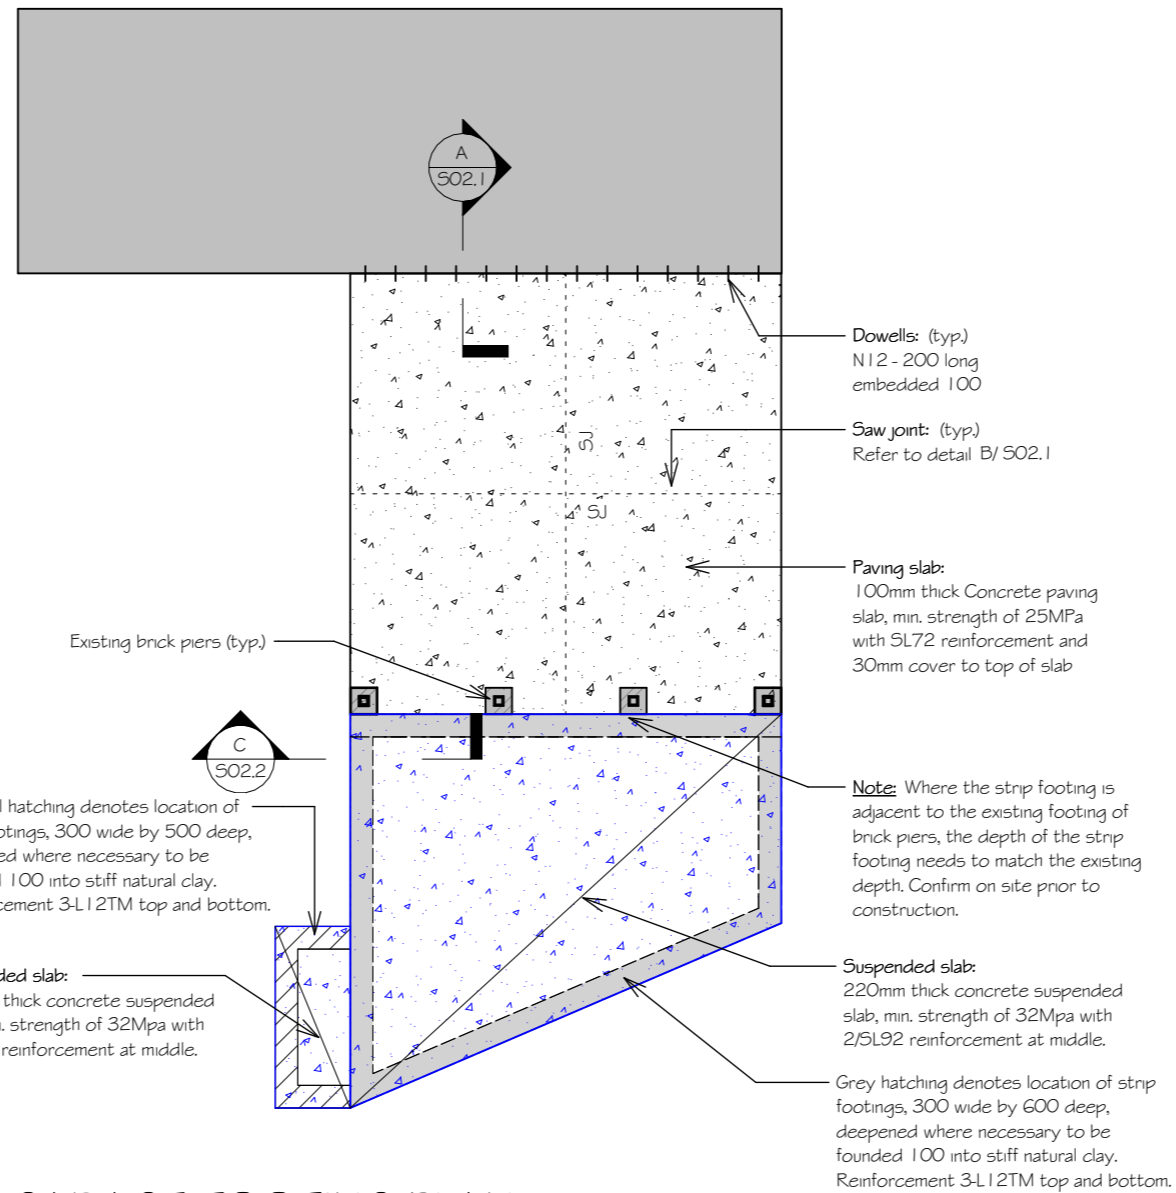 A
S02.1
Dowells: (typ.)
N12 - 200 long
embedded 100
Saw joint: (typ.)
Refer to detail B/ S02.1
SJ
SJ
Paving slab:
100mm thick Concrete paving
slab, min. strength of 25MPa
with SL72 reinforcement and
30mm cover to top of slab
Existing brick piers (typ.)
C
S02.2
Note: Where the strip footing is
adjacent to the existing footing of
brick piers, the depth of the strip
footing needs to match the existing
depth. Confirm on site prior to
construction.
hatching denotes location of
300 wide by 500 deep,
where necessary to be
100 into stiff natural clay.
3-L12TM top and bottom.
slab:
thick concrete suspended
strength of 32Mpa with
reinforcement at middle.
Suspended slab:
220mm thick concrete suspended
slab, min. strength of 32Mpa with
2/SL92 reinforcement at middle.
Grey hatching denotes location of strip
footings, 300 wide by 600 deep,
deepened where necessary to be
founded 100 into stiff natural clay.
Reinforcement 3-L12TM top and bottom.